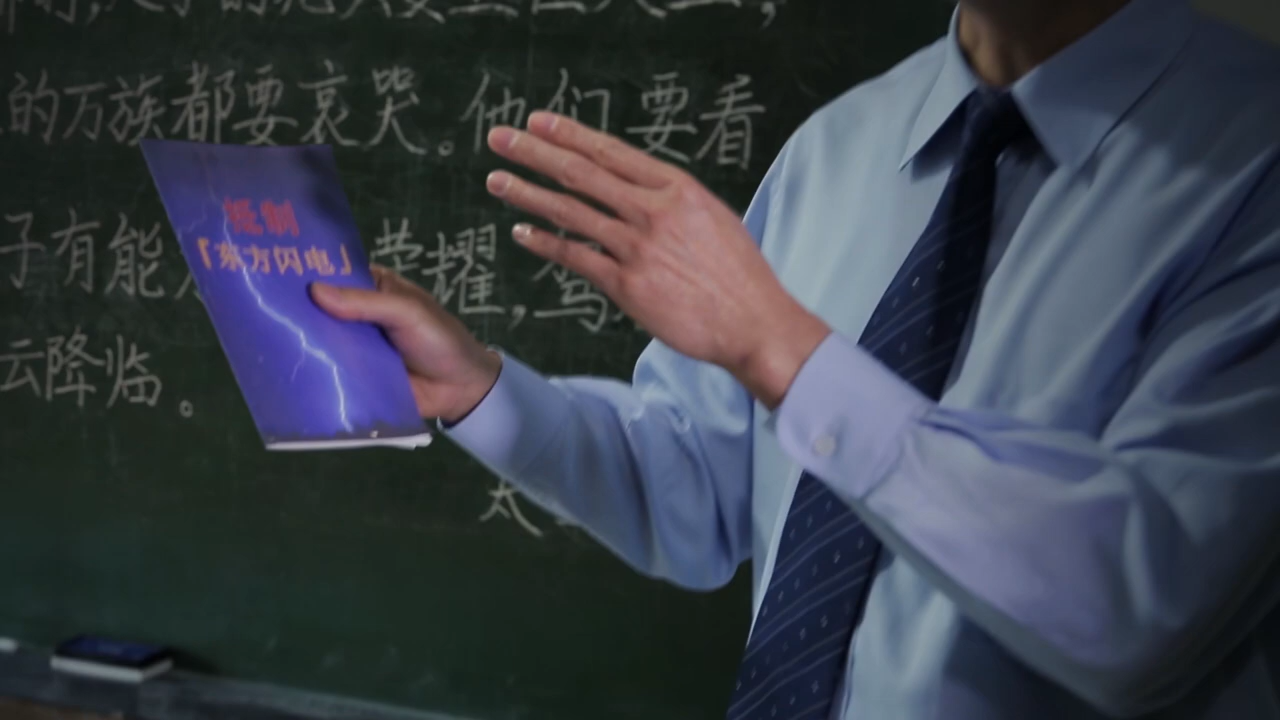 的万族都要哀哭。他们要看
子有能
荣耀,驾
云降临。
太
抵制
「东方闪电」